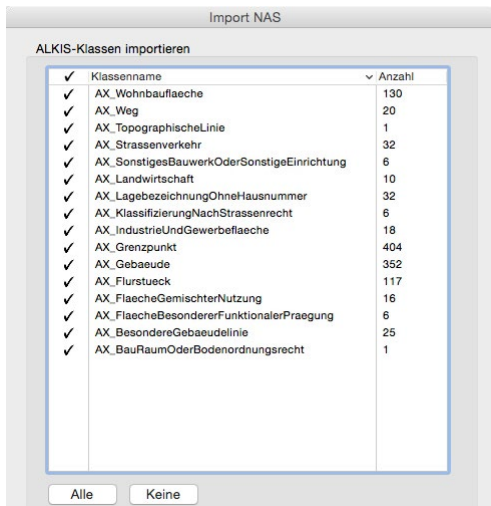 Import NAS
ALKIS-Klassen importieren
✓ Klassenname Anzahl
✓ AX_Wohnbauflaeche 130
✓ AX_Weg 20
✓ AX_TopographischeLinie 1
✓ AX_Strassenverkehr 32
✓ AX_SonstigesBauwerkOderSonstigeEinrichtung 6
✓ AX_Landwirtschaft 10
✓ AX_LagebezeichnungOhneHausnummer 32
✓ AX_KlassifizierungNachStrassenrecht 6
✓ AX_IndustrieUndGewerbeflaeche 18
✓ AX_Grenzpunkt 404
✓ AX_Gebaeude 352
✓ AX_Flurstueck 117
✓ AX_FlaecheGemischterNutzung 16
✓ AX_FlaecheBesondererFunktionalerPraegung 6
✓ AX_BesondereGebaeudelinie 25
✓ AX_BauRaumOderBodenordnungsrecht 1
Alle Keine